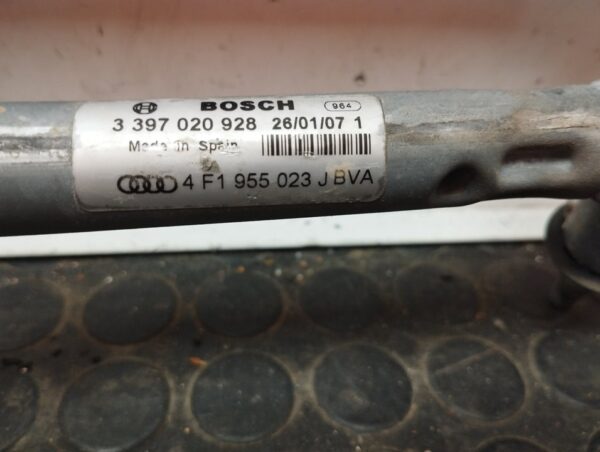 BOSCH 964
3 397 020 928 26/01/07 1
Made in Spain
4 F1 955 023 J BVA